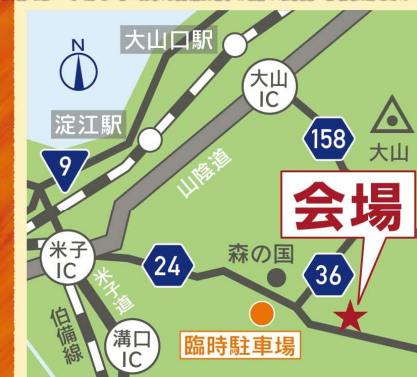 N
大山口駅
大山
IC
淀江駅
158
大山
9
山陰道
会場
米子
IC
24
森の国
36
米子道
伯備線
溝口
IC
臨時駐車場